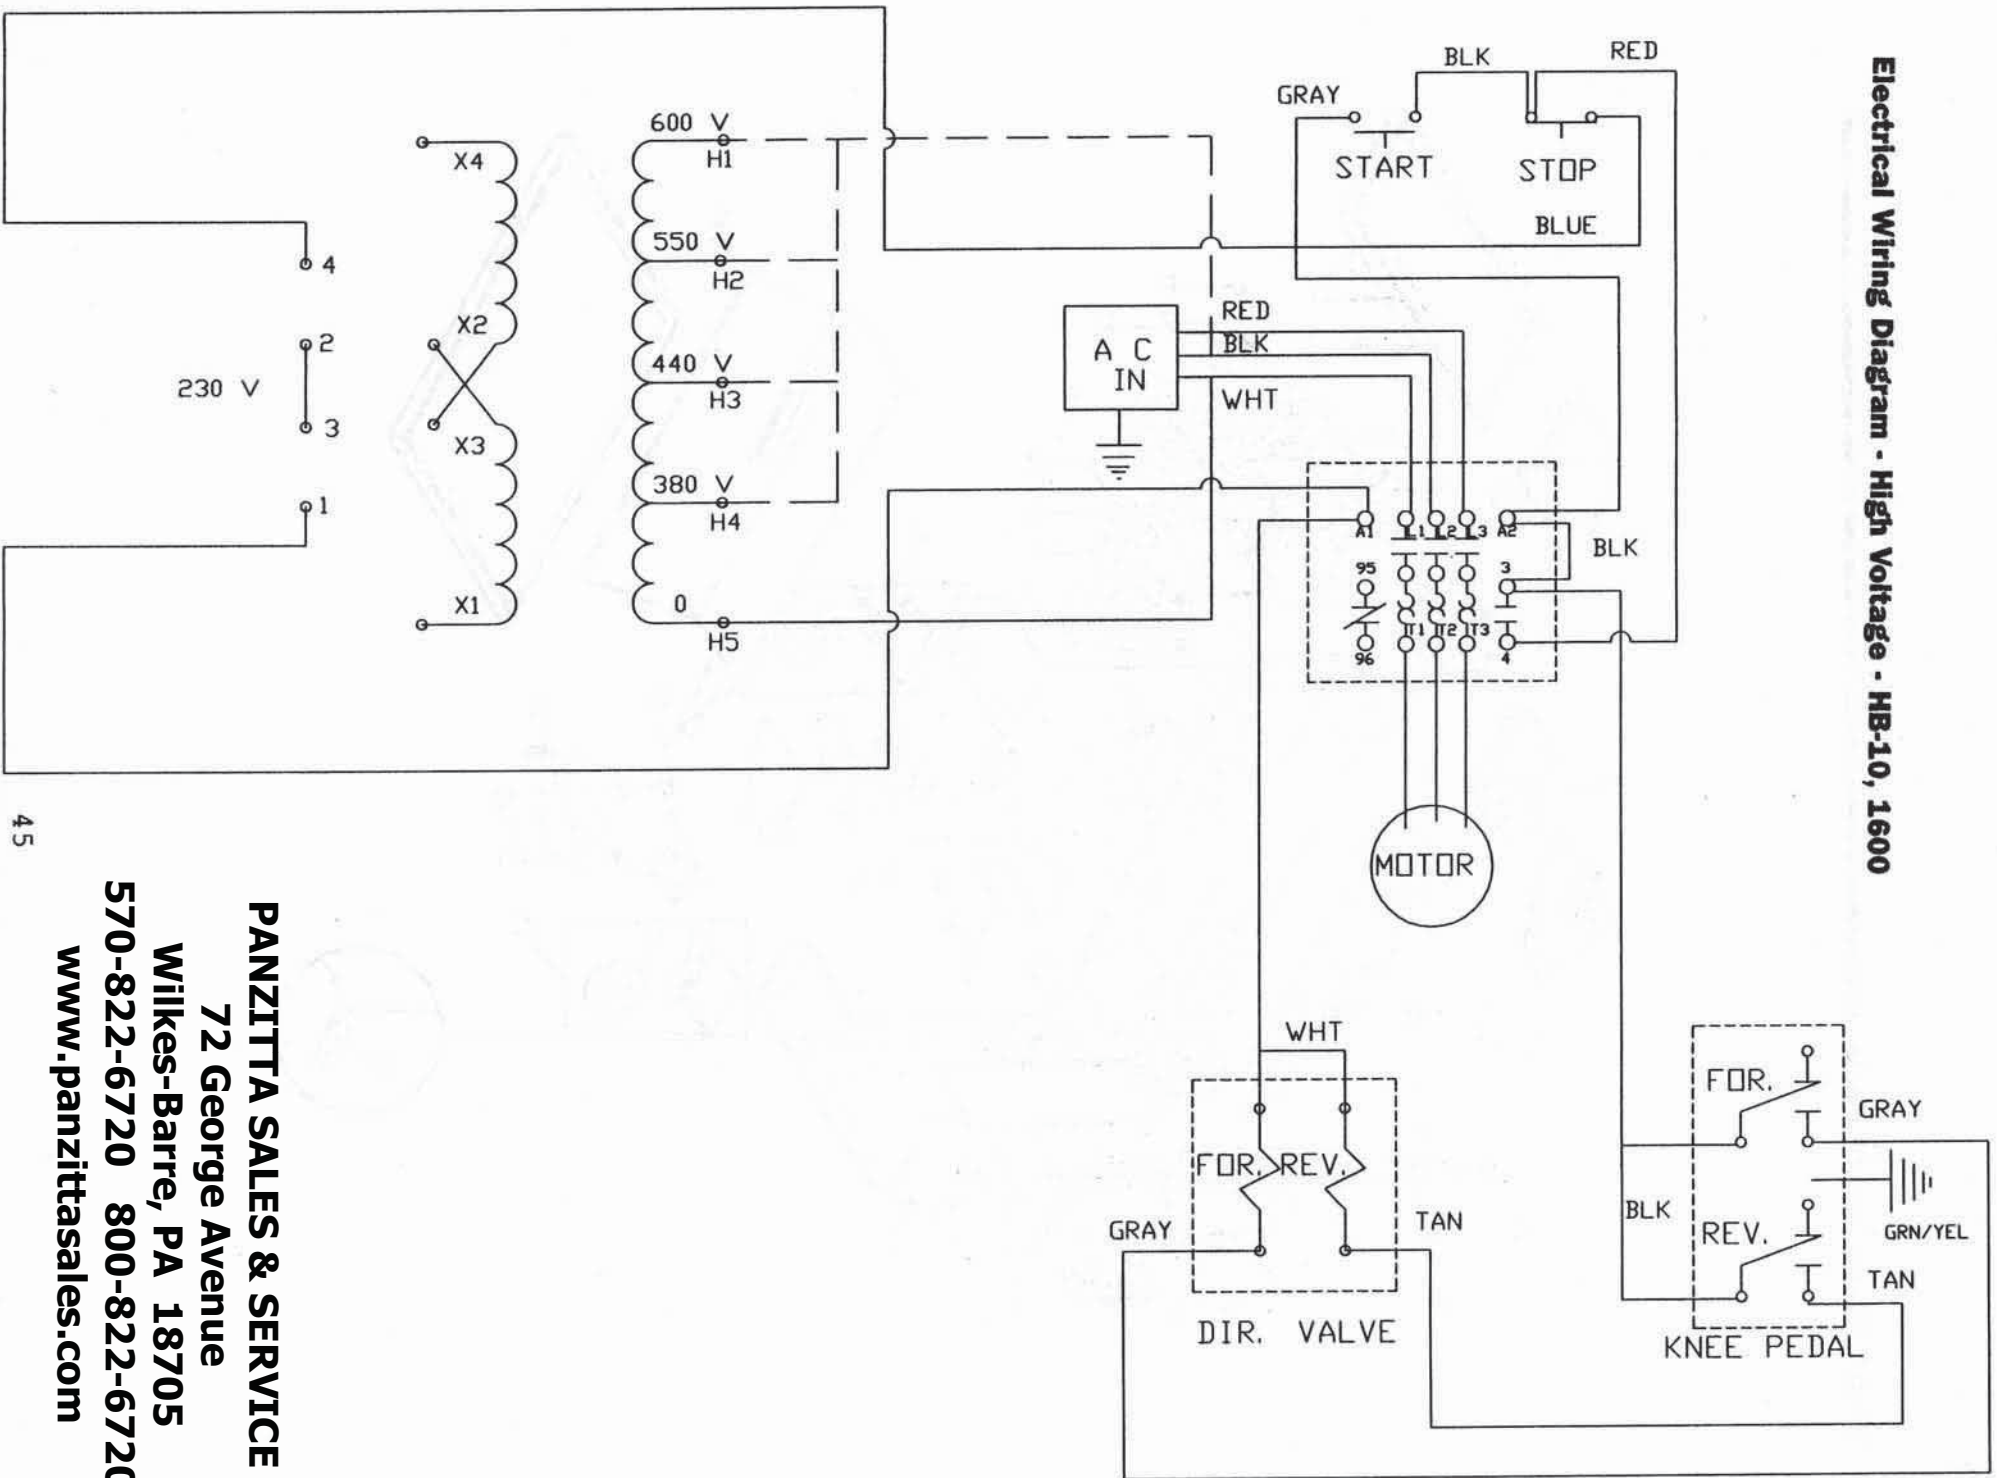 Electrical Wiring Diagram - High Voltage - HB-10, 1600
BLK
RED
GRAY
START
STOP
BLUE
600 V
H1
X4
550 V
H2
4
X2
2
230 V
440 V
H3
3
X3
380 V
H4
1
X1
0
H5
A C
IN
RED
BLK
WHT
A1
L1
L2
L3
A2
BLK
95
3
T1
T2
T3
96
4
MOTOR
WHT
FOR.
REV.
GRAY
TAN
DIR. VALVE
FOR.
GRAY
BLK
REV.
GRN/YEL
TAN
KNEE PEDAL
45
PANZITTA SALES & SERVICE
72 George Avenue
Wilkes-Barre, PA 18705
570-822-6720 800-822-6720
www.panzittasales.com